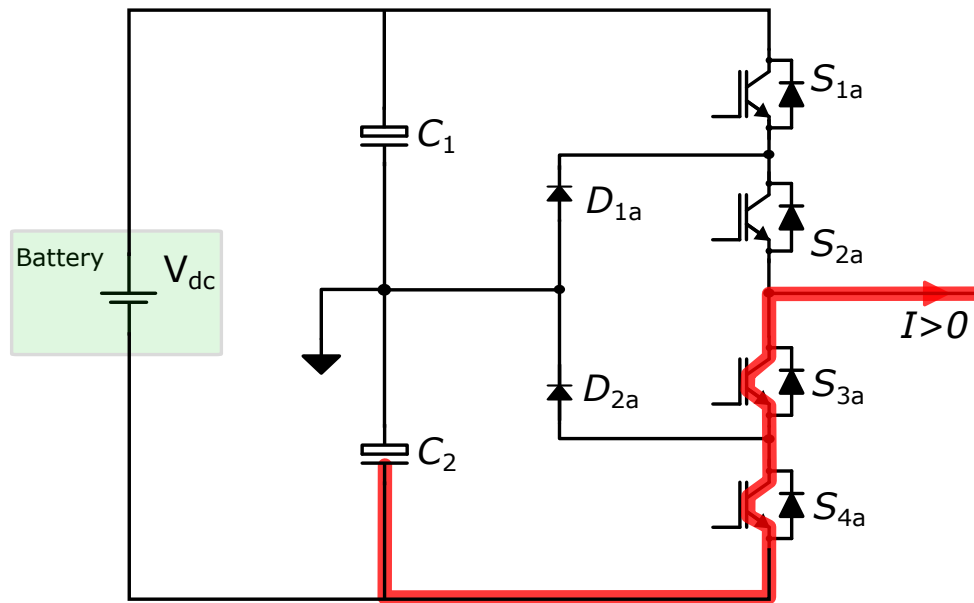 S1a
C1
D1a
Battery
Vdc
S2a
I>0
S3a
D2a
C2
S4a